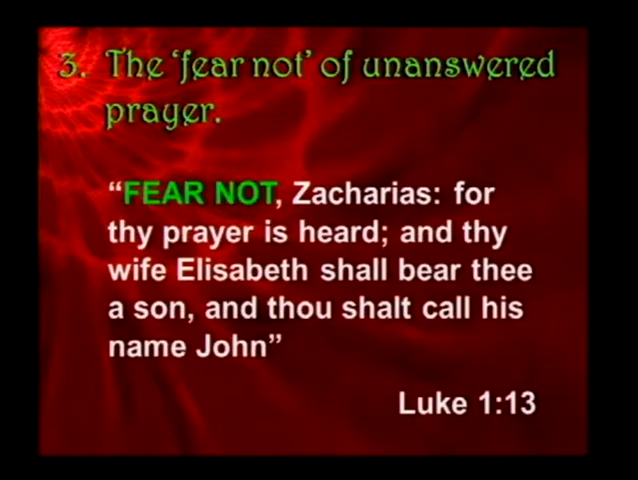 3. The ‘fear not’ of unanswered
prayer.
“FEAR NOT, Zacharias: for
thy prayer is heard; and thy
wife Elisabeth shall bear thee
a son, and thou shalt call his
name John”
Luke 1:13